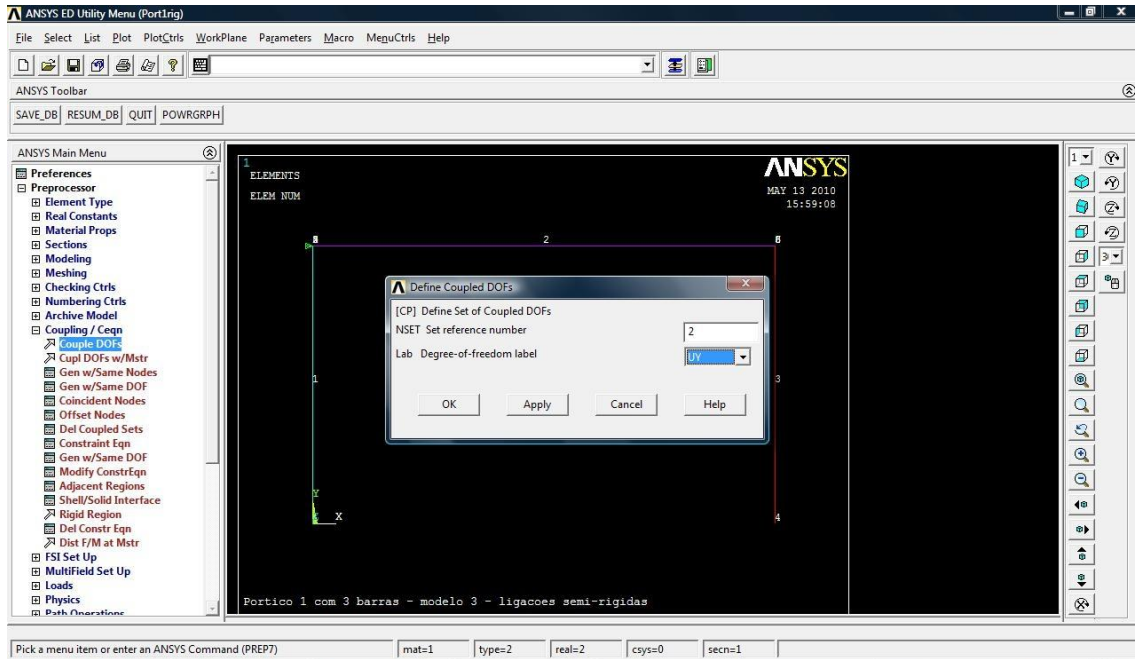 ANSYS ED Utility Menu (Port1rig)
File Select List Plot PlotCtrls WorkPlane Parameters Macro MenuCtrls Help
ANSYS Toolbar
SAVE_DB RESUM_DB QUIT POWRGRPH
ANSYS Main Menu
Preferences
Preprocessor
Element Type
Real Constants
Material Props
Sections
Modeling
Meshing
Checking Ctrls
Numbering Ctrls
Archive Model
Coupling / Ceqn
Couple DOFs
Cupl DOFs w/Mstr
Gen w/Same Nodes
Gen w/Same DOF
Coincident Nodes
Offset Nodes
Del Coupled Sets
Constraint Eqn
Gen w/Same DOF
Modify ConstrEqn
Adjacent Regions
Shell/Solid Interface
Rigid Region
Del Constr Eqn
Dist F/M at Mstr
FSI Set Up
MultiField Set Up
Loads
Physics
Path Operations
1
ELEMENTS
ELEM NUM
ANSYS
MAY 13 2010
15:59:08
2
Define Coupled DOFs
[CP] Define Set of Coupled DOFs
NSET Set reference number 2
Lab Degree-of-freedom label UY
OK Apply Cancel Help
1
3
Y
X
4
Portico 1 com 3 barras - modelo 3 - ligacoes semi-rigidas
1
Pick a menu item or enter an ANSYS Command (PREP7) mat=1 type=2 real=2 csys=0 secn=1